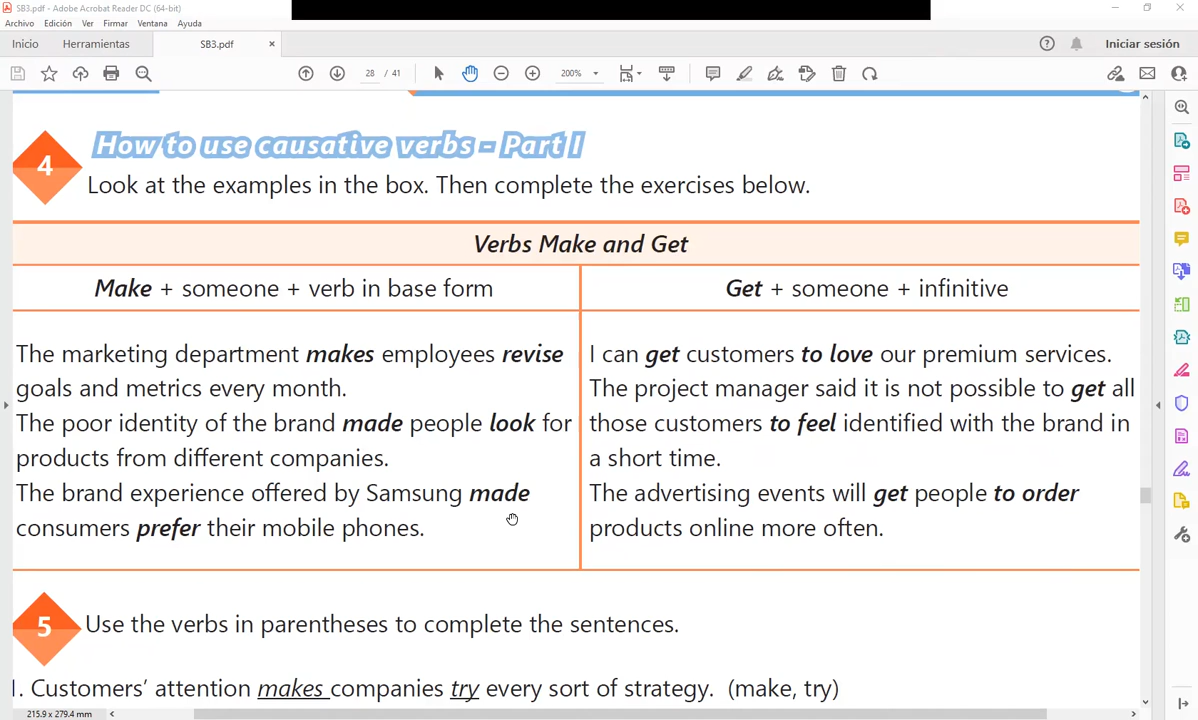 SB3.pdf - Adobe Acrobat Reader DC (64-bit)
Archivo Edición Ver Firmar Ventana Ayuda
Inicio Herramientas SB3.pdf × Iniciar sesión
28 / 41 200%
4
How to use causative verbs - Part I
Look at the examples in the box. Then complete the exercises below.
Verbs Make and Get
Make + someone + verb in base form
Get + someone + infinitive
The marketing department makes employees revise
goals and metrics every month.
The poor identity of the brand made people look for
products from different companies.
The brand experience offered by Samsung made
consumers prefer their mobile phones.
I can get customers to love our premium services.
The project manager said it is not possible to get all
those customers to feel identified with the brand in
a short time.
The advertising events will get people to order
products online more often.
5
Use the verbs in parentheses to complete the sentences.
1. Customers' attention makes companies try every sort of strategy. (make, try)
215.9 x 279.4 mm